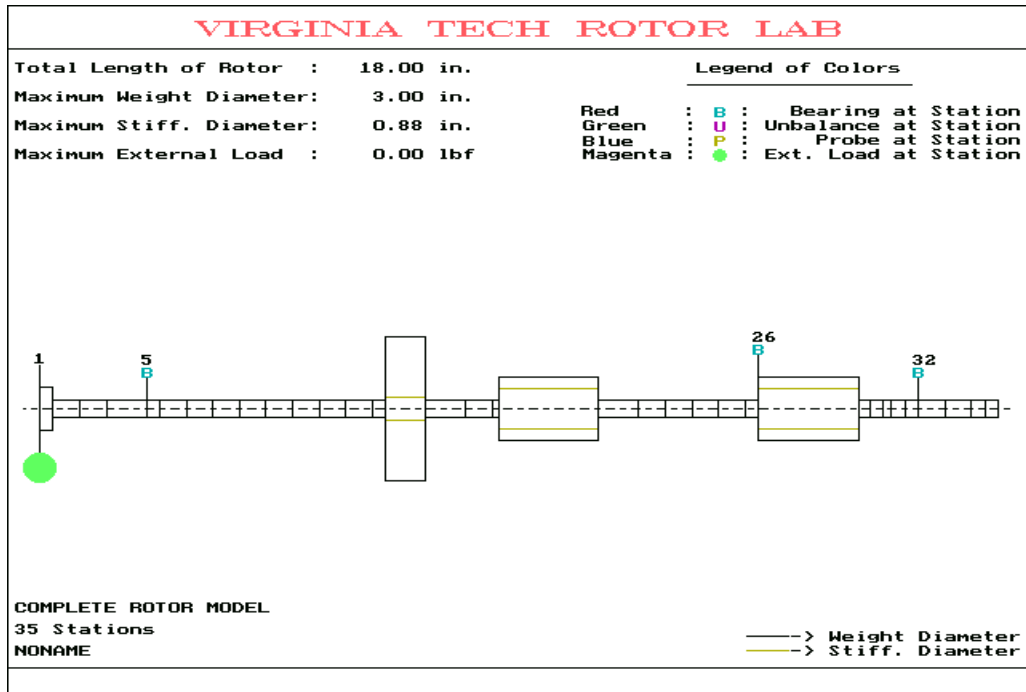 VIRGINIA TECH ROTOR LAB
Total Length of Rotor : 18.00 in.
Maximum Weight Diameter: 3.00 in.
Maximum Stiff. Diameter: 0.88 in.
Maximum External Load : 0.00 lbf
Legend of Colors
Red : B : Bearing at Station
Green : U : Unbalance at Station
Blue : P : Probe at Station
Magenta : : Ext. Load at Station
1
5
B
26
B
32
B
COMPLETE ROTOR MODEL
35 Stations
NONAME
-> Weight Diameter
-> Stiff. Diameter